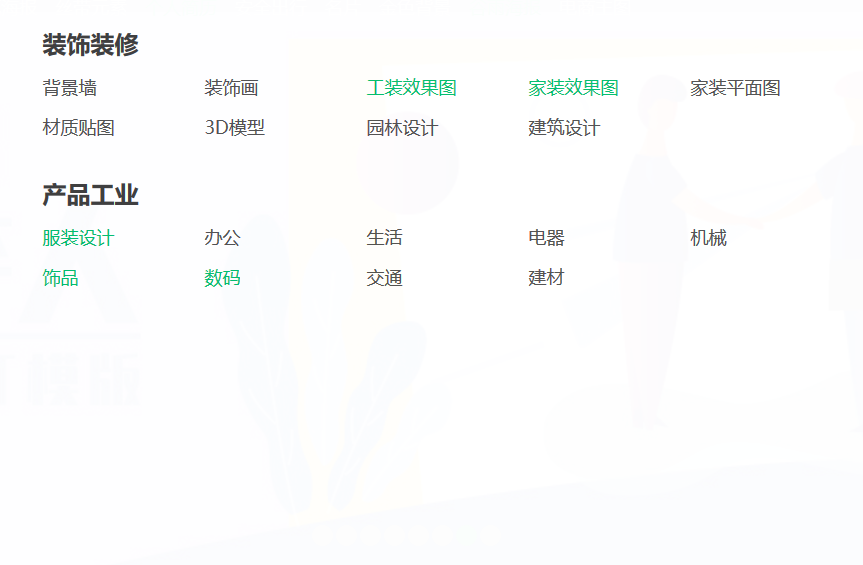 装饰装修
背景墙 装饰画 工装效果图 家装效果图 家装平面图
材质贴图 3D模型 园林设计 建筑设计
产品工业
服装设计 办公 生活 电器 机械
饰品 数码 交通 建材